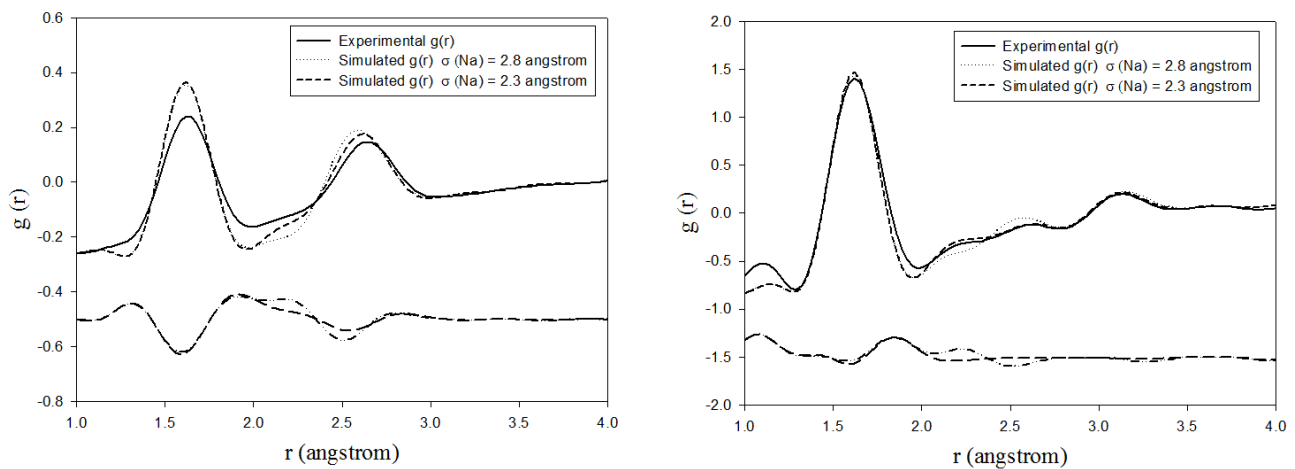 0.6
0.4
0.2
0.0
-0.2
-0.4
-0.6
-0.8
g (r)
1.0 1.5 2.0 2.5 3.0 3.5 4.0
r (angstrom)
Experimental g(r)
Simulated g(r) σ (Na) = 2.8 angstrom
Simulated g(r) σ (Na) = 2.3 angstrom
2.0
1.5
1.0
0.5
0.0
-0.5
-1.0
-1.5
-2.0
g (r)
1.0 1.5 2.0 2.5 3.0 3.5 4.0
r (angstrom)
Experimental g(r)
Simulated g(r) σ (Na) = 2.8 angstrom
Simulated g(r) σ (Na) = 2.3 angstrom